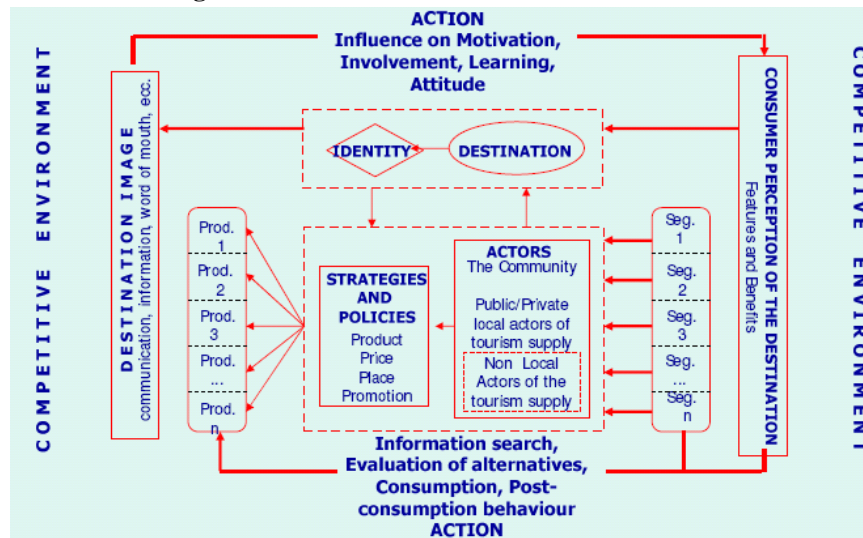 ACTION
Influence on Motivation,
Involvement, Learning,
Attitude
COMPETITIVE ENVIRONMENT
DESTINATION IMAGE
communication, information, word of mouth, ecc.
IDENTITY
DESTINATION
Prod.
1
Prod.
2
Prod.
3
Prod.
...
Prod.
n
STRATEGIES
AND
POLICIES
Product
Price
Place
Promotion
ACTORS
The Community
Public/Private
local actors of
tourism supply
Non Local
Actors of the
tourism supply
Seg.
1
Seg.
2
Seg.
3
Seg.
...
Seg.
n
CONSUMER PERCEPTION OF THE DESTINATION
Features and Benefits
COMPETITIVE ENVIRONMENT
Information search,
Evaluation of alternatives,
Consumption, Post-
consumption behaviour
ACTION